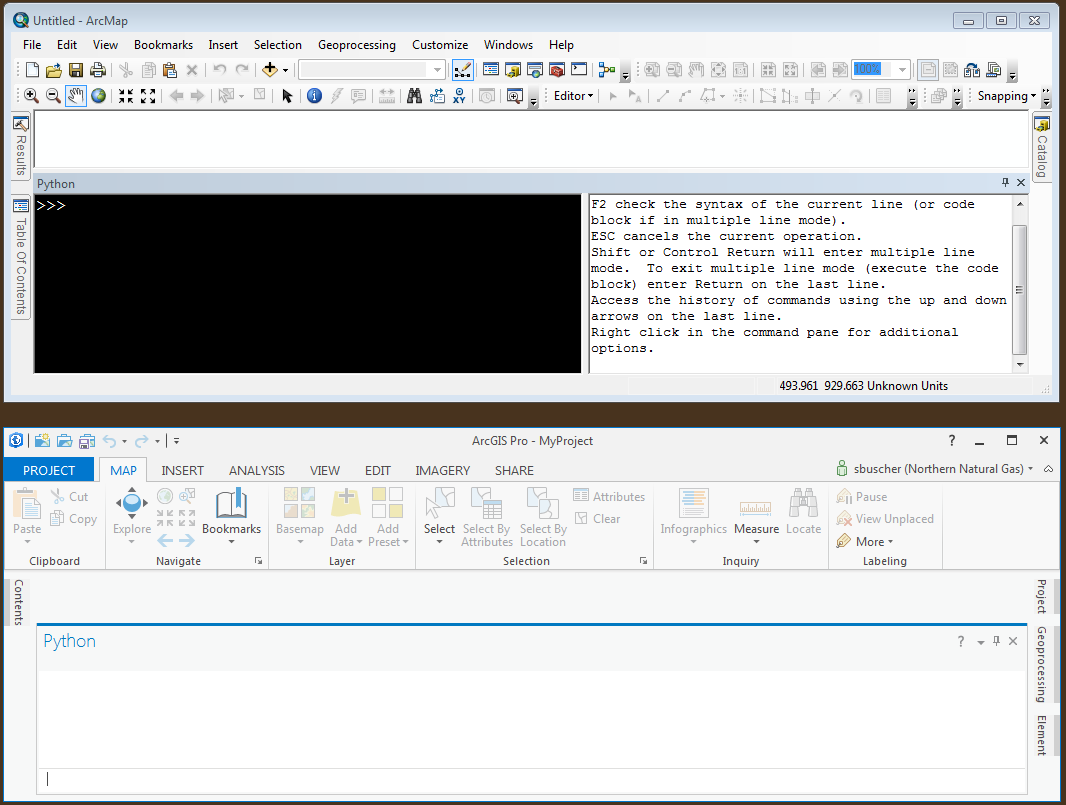 Untitled - ArcMap
File Edit View Bookmarks Insert Selection Geoprocessing Customize Windows Help
100%
Editor Snapping
Results
Catalog
Table Of Contents
Python
>>>
F2 check the syntax of the current line (or code
block if in multiple line mode).
ESC cancels the current operation.
Shift or Control Return will enter multiple line
mode. To exit multiple line mode (execute the code
block) enter Return on the last line.
Access the history of commands using the up and down
arrows on the last line.
Right click in the command pane for additional
options.
493.961 929.663 Unknown Units
ArcGIS Pro - MyProject
PROJECT MAP INSERT ANALYSIS VIEW EDIT IMAGERY SHARE
sbuscher (Northern Natural Gas)
Paste
Cut
Copy
Clipboard
Explore
Bookmarks
Navigate
Basemap
Add
Data
Add
Preset
Layer
Select
Select By
Attributes
Select By
Location
Attributes
Clear
Selection
Infographics
Measure
Locate
Inquiry
Pause
View Unplaced
More
Labeling
Contents
Project
Geoprocessing
Element
Python